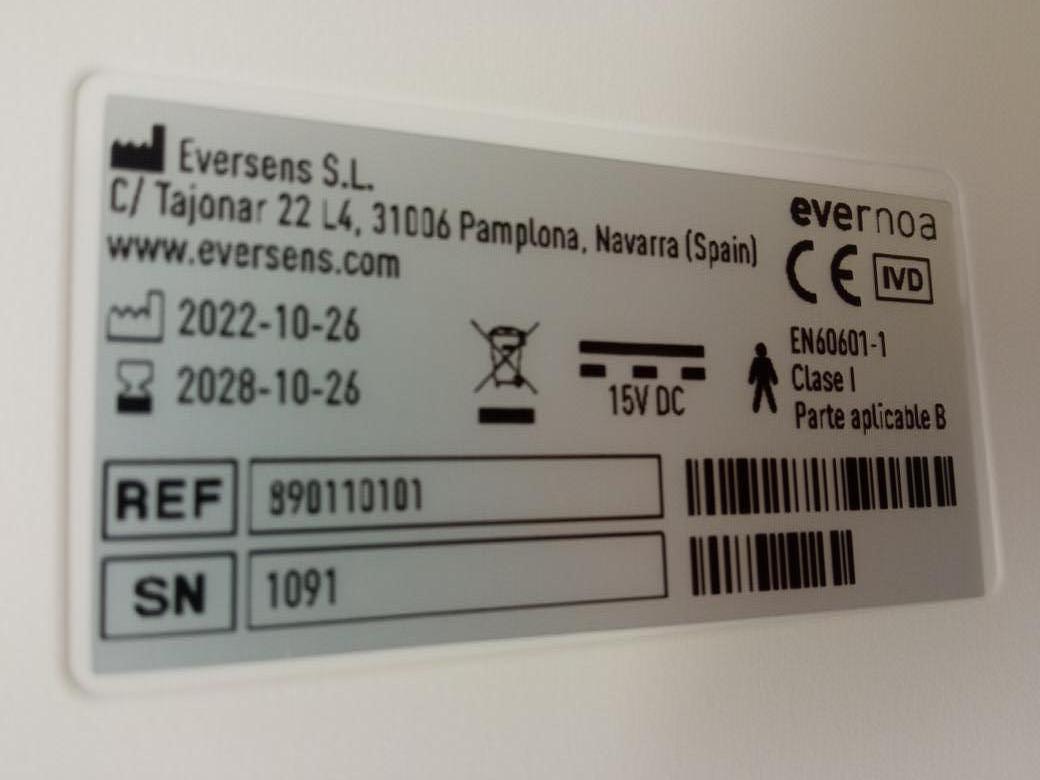 Eversens S.L.
C/ Tajonar 22 L4, 31006 Pamplona, Navarra (Spain)
www.eversens.com
evernoa
CE IVD
2022-10-26
2028-10-26
15V DC
EN60601-1
Clase I
Parte aplicable B
REF 890110101
SN 1091